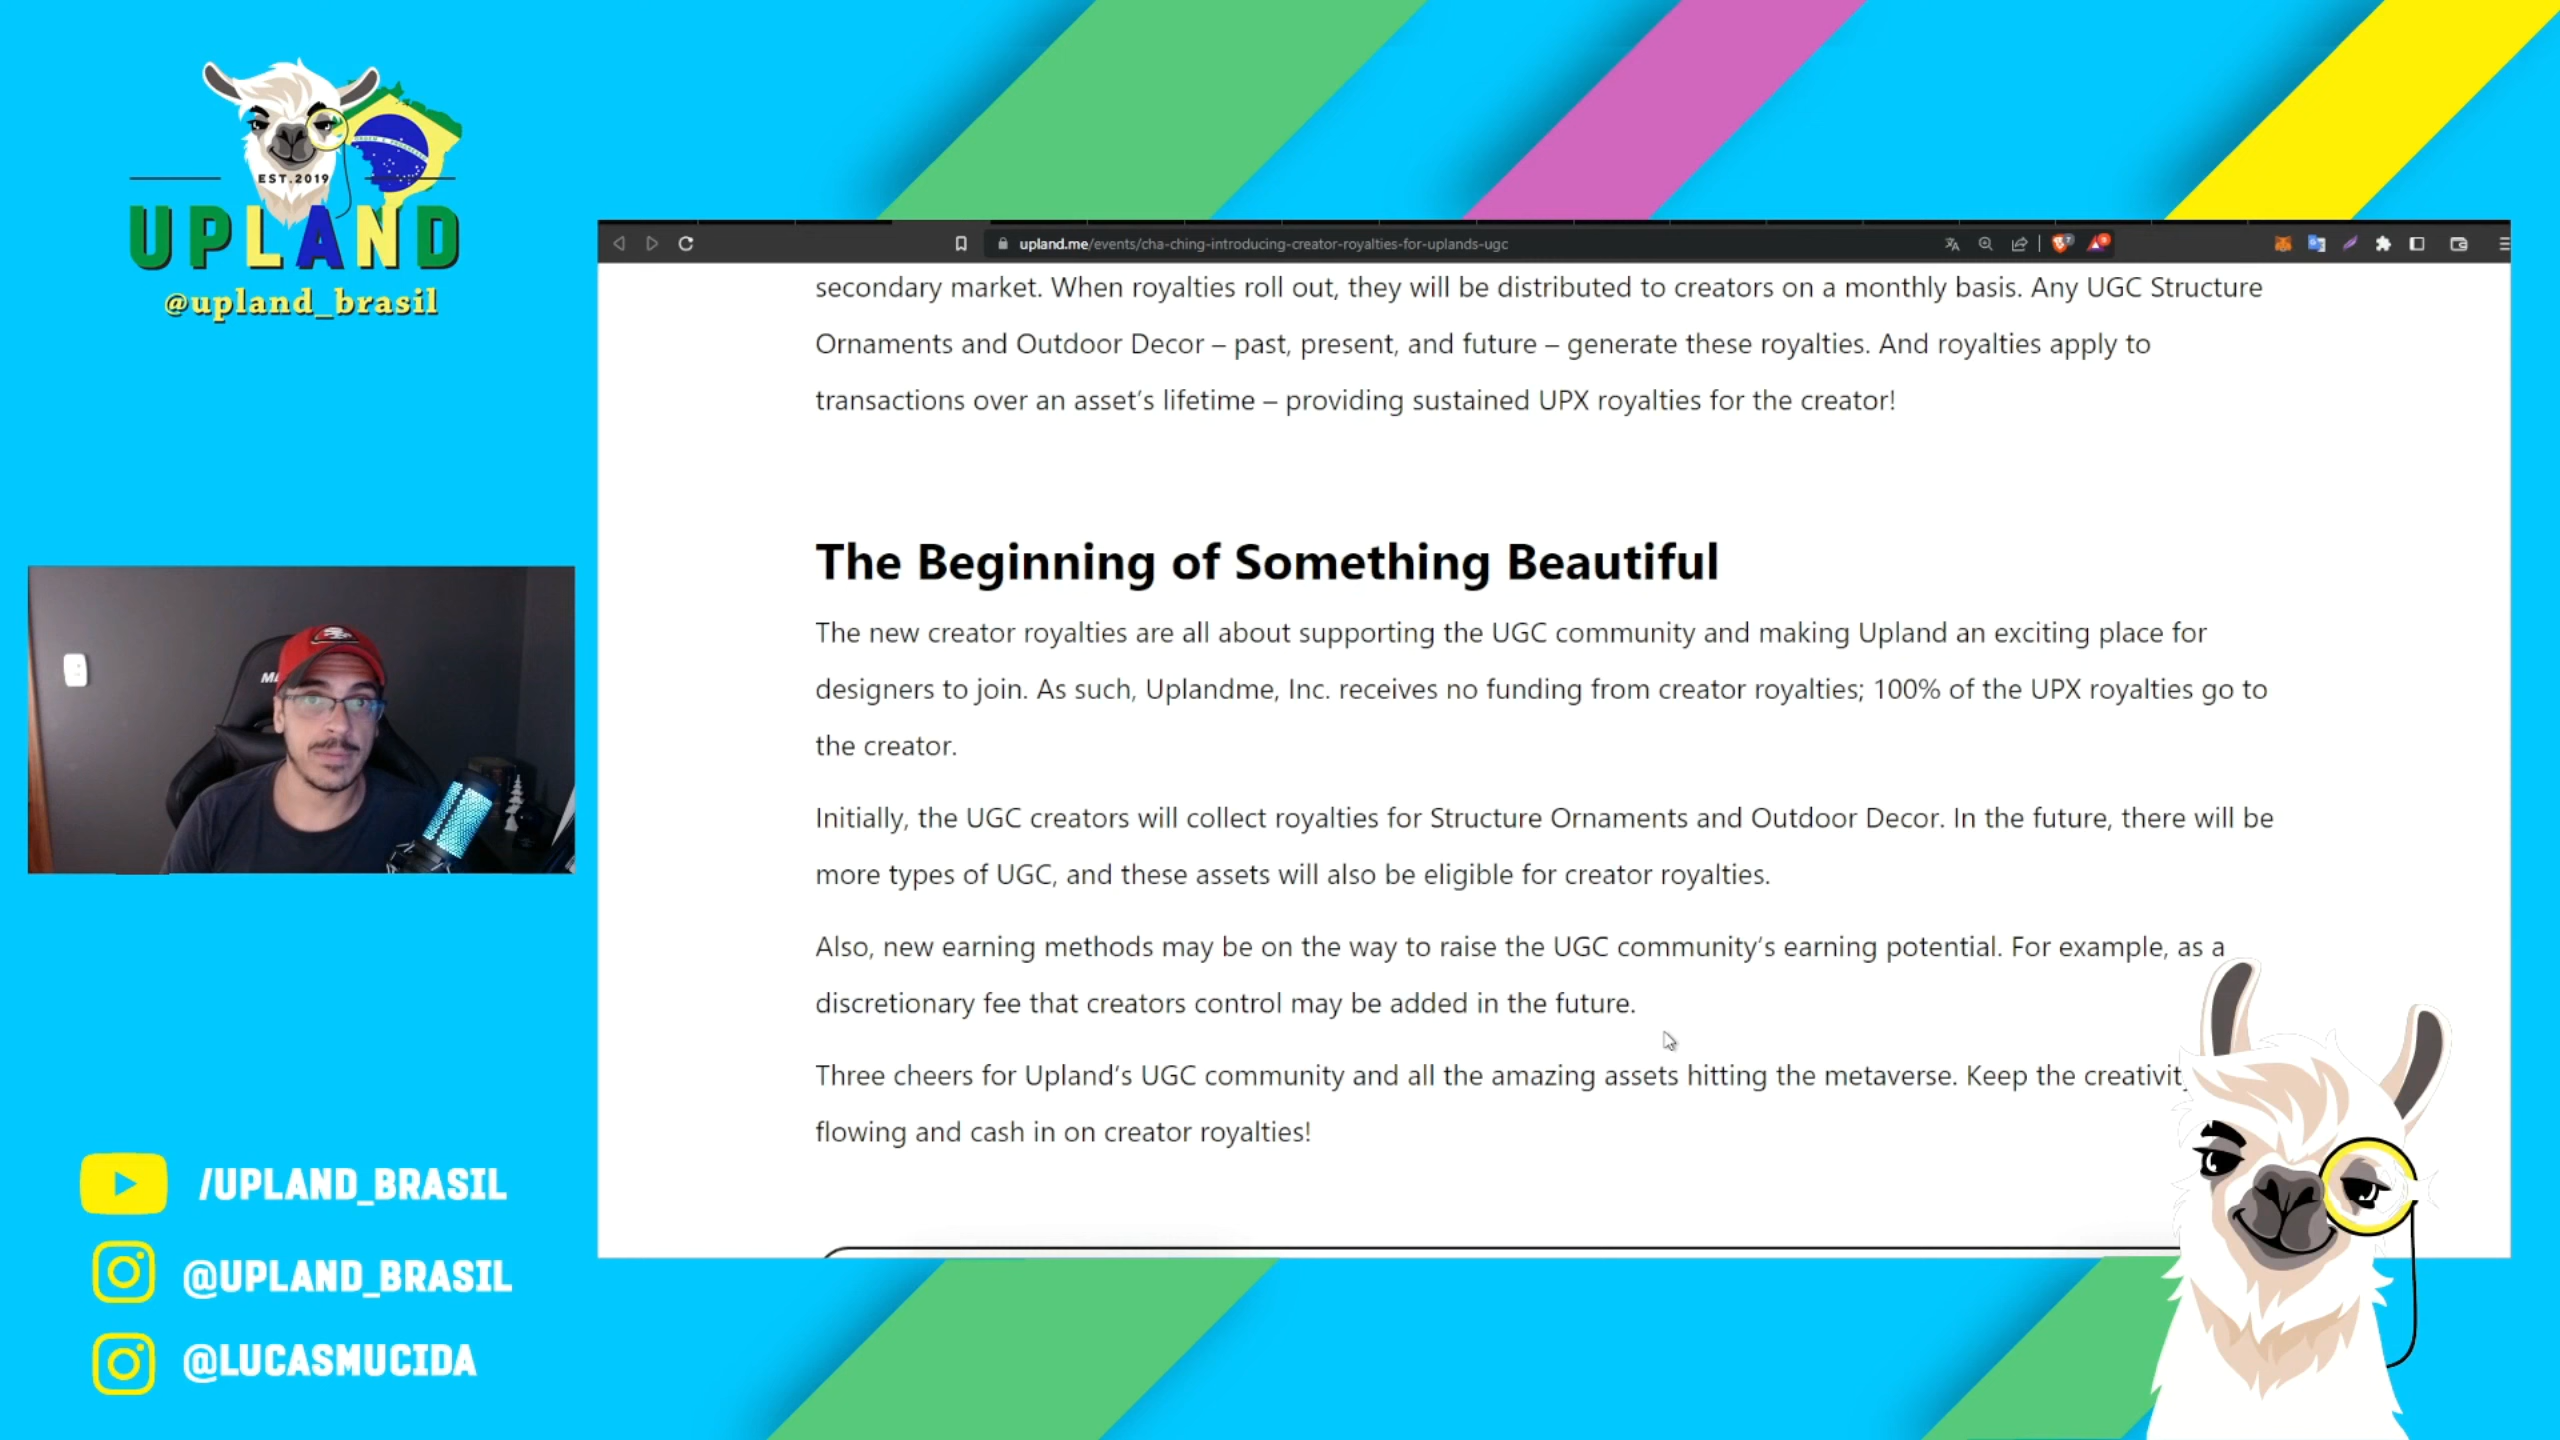 EST.2019
UPLAND
@upland_brasil
upland.me/events/cha-ching-introducing-creator-royalties-for-uplands-ugc
secondary market. When royalties roll out, they will be distributed to creators on a monthly basis. Any UGC Structure
Ornaments and Outdoor Decor – past, present, and future – generate these royalties. And royalties apply to
transactions over an asset’s lifetime – providing sustained UPX royalties for the creator!
The Beginning of Something Beautiful
The new creator royalties are all about supporting the UGC community and making Upland an exciting place for
designers to join. As such, Uplandme, Inc. receives no funding from creator royalties; 100% of the UPX royalties go to
the creator.
Initially, the UGC creators will collect royalties for Structure Ornaments and Outdoor Decor. In the future, there will be
more types of UGC, and these assets will also be eligible for creator royalties.
Also, new earning methods may be on the way to raise the UGC community’s earning potential. For example, as a
discretionary fee that creators control may be added in the future.
Three cheers for Upland’s UGC community and all the amazing assets hitting the metaverse. Keep the creativit
flowing and cash in on creator royalties!
/UPLAND_BRASIL
@UPLAND_BRASIL
@LUCASMUCIDA